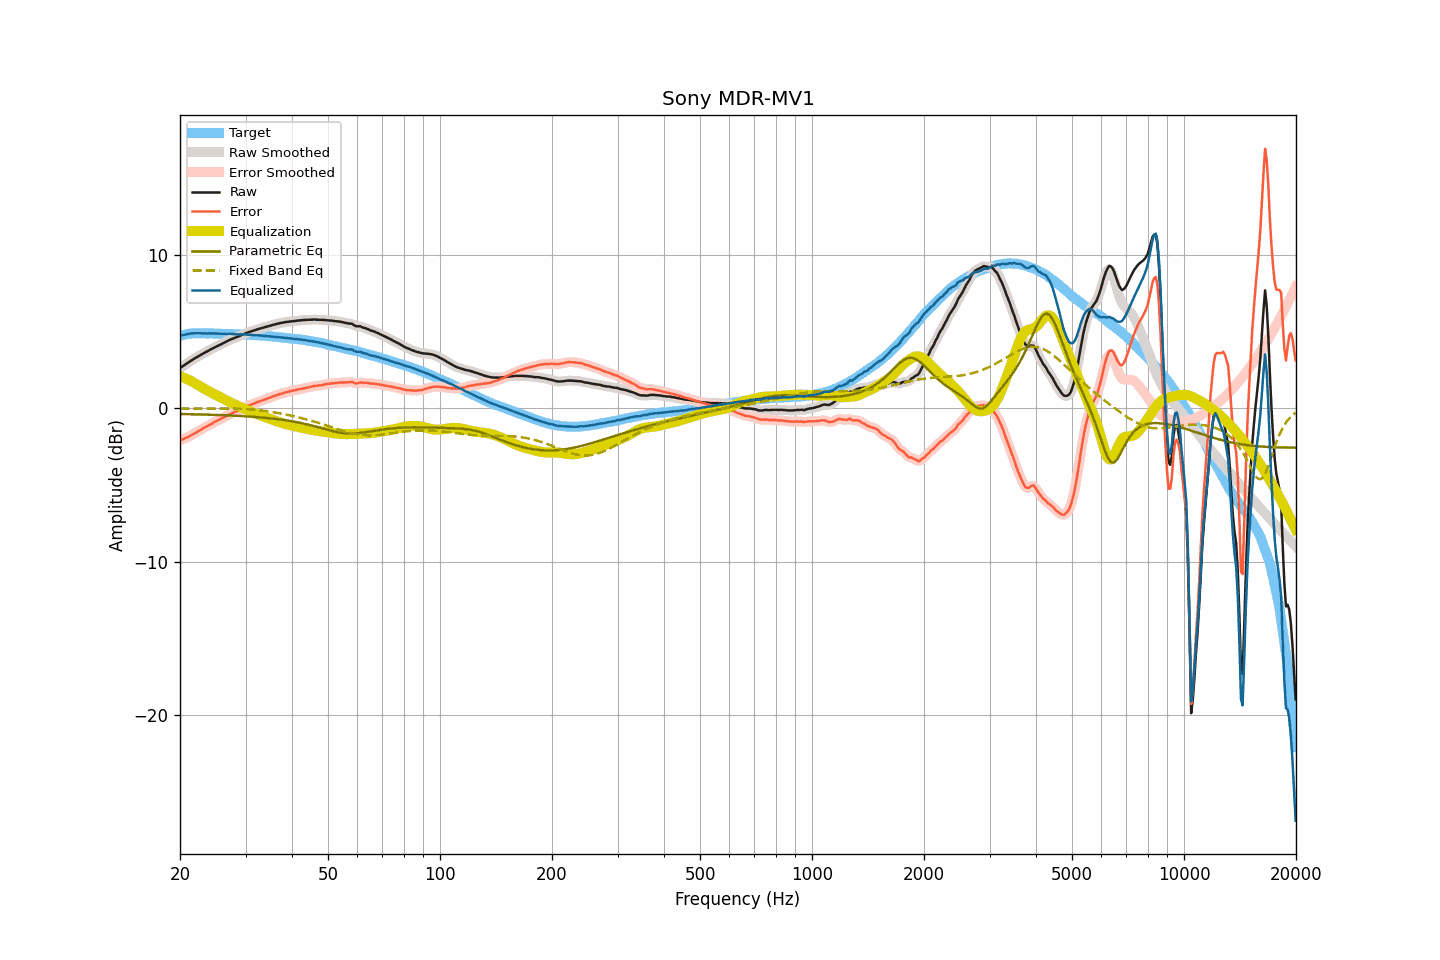 Sony MDR-MV1
Target
Raw Smoothed
Error Smoothed
Raw
Error
Equalization
Parametric Eq
Fixed Band Eq
Equalized
10
0
−10
−20
Amplitude (dBr)
20 50 100 200 500 1000 2000 5000 10000 20000
Frequency (Hz)